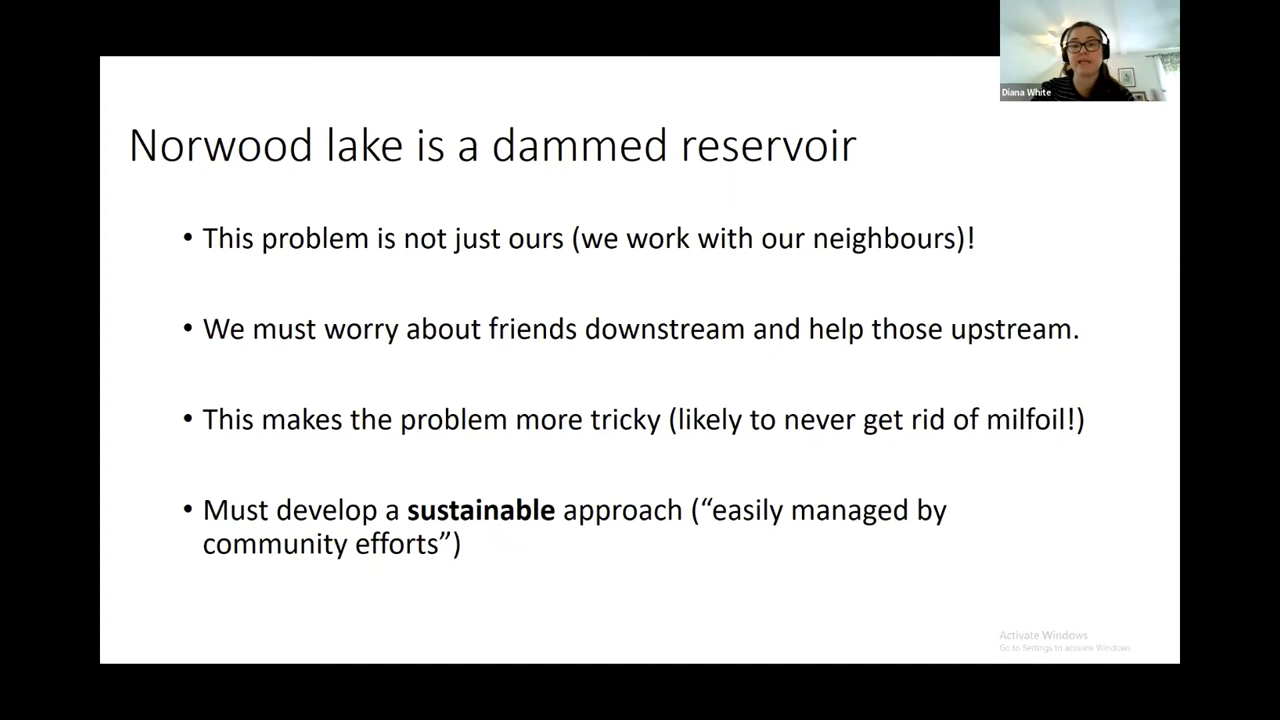 Diana White
Norwood lake is a dammed reservoir
• This problem is not just ours (we work with our neighbours)!
• We must worry about friends downstream and help those upstream.
• This makes the problem more tricky (likely to never get rid of milfoil!)
• Must develop a sustainable approach (“easily managed by
community efforts”)
Activate Windows
Go to Settings to activate Windows.